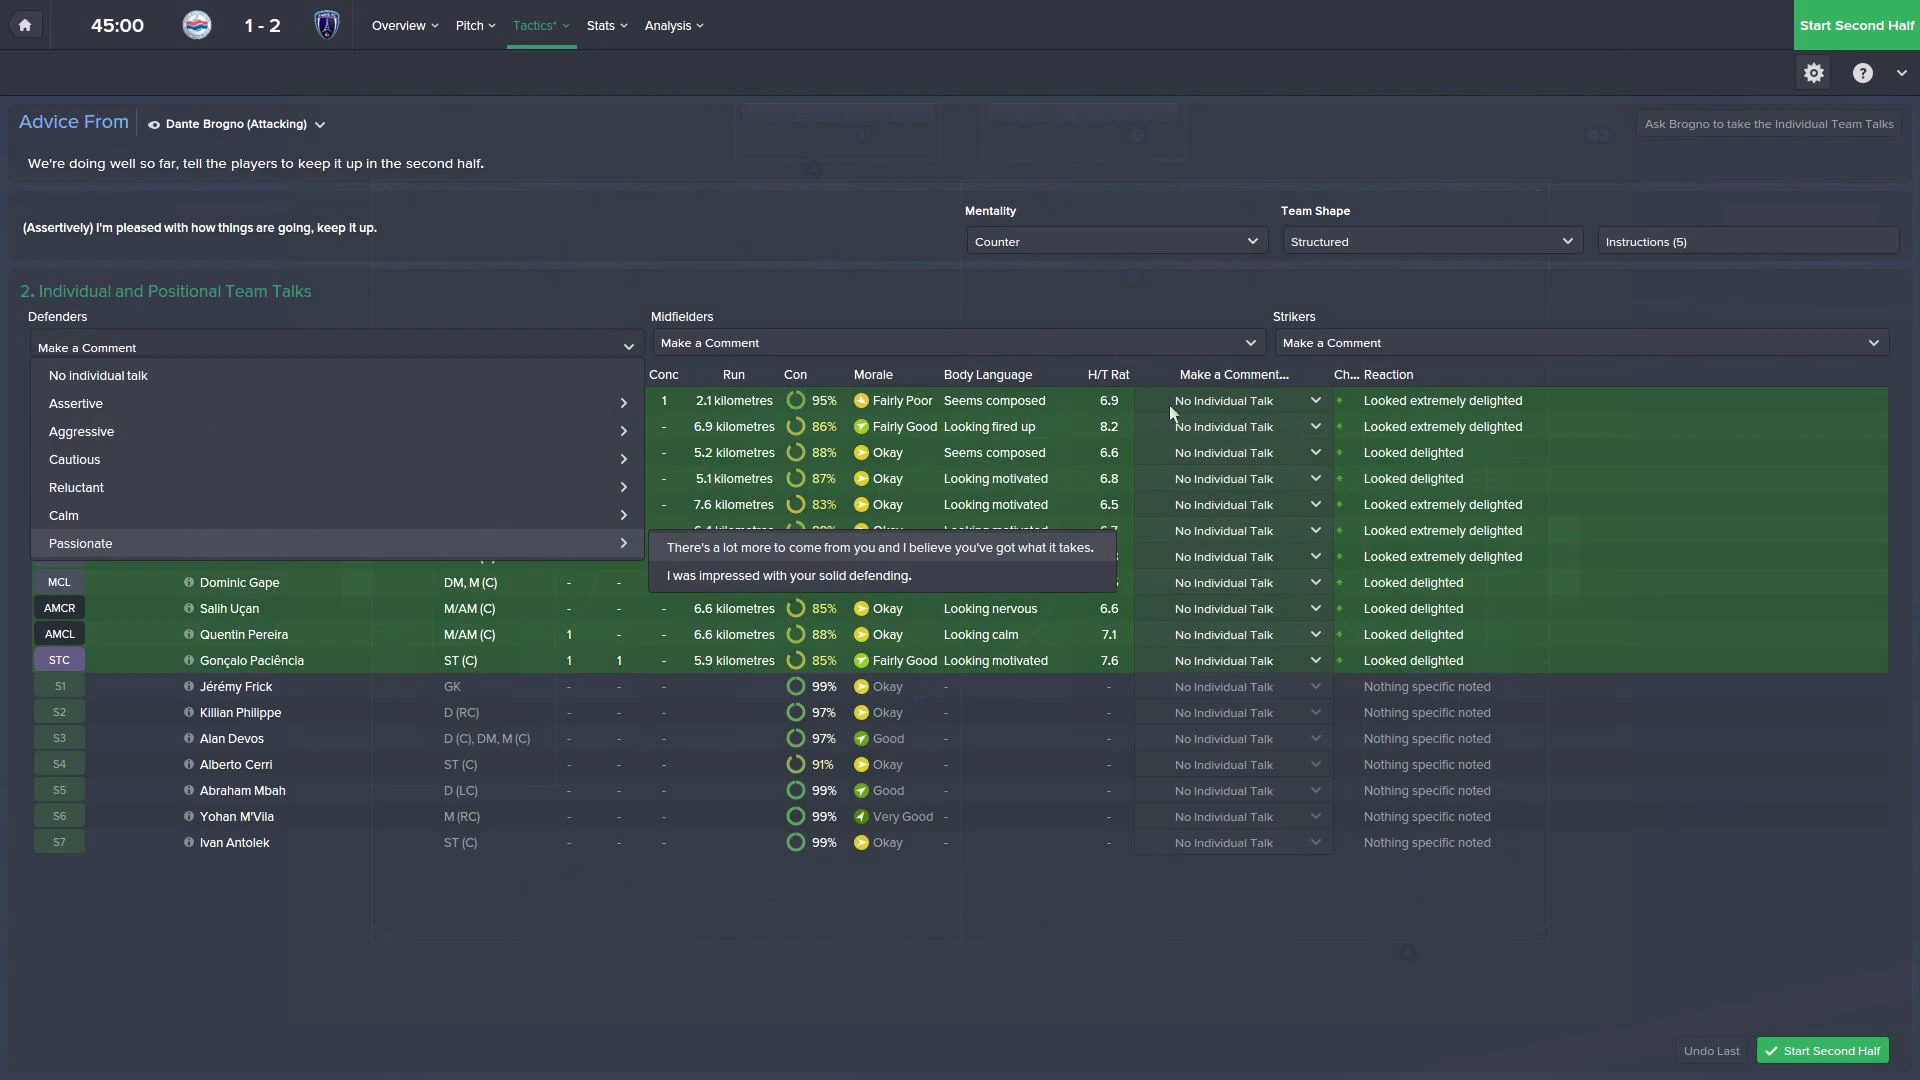 45:00 1 - 2 Overview Pitch Tactics* Stats Analysis Start Second Half
Advice From Dante Brogno (Attacking) Ask Brogno to take the Individual Team Talks
We're doing well so far, tell the players to keep it up in the second half.
Mentality Team Shape
(Assertively) I'm pleased with how things are going, keep it up.
Counter Structured Instructions (5)
2. Individual and Positional Team Talks
Defenders Midfielders Strikers
Make a Comment Make a Comment Make a Comment
No individual talk Conc Run Con Morale Body Language H/T Rat Make a Comment... Ch... Reaction
Assertive 1 2.1 kilometres 95% Fairly Poor Seems composed 6.9 No Individual Talk Looked extremely delighted
Aggressive - 6.9 kilometres 86% Fairly Good Looking fired up 8.2 No Individual Talk Looked extremely delighted
Cautious - 5.2 kilometres 88% Okay Seems composed 6.6 No Individual Talk Looked delighted
Reluctant - 5.1 kilometres 87% Okay Looking motivated 6.8 No Individual Talk Looked delighted
Calm - 7.6 kilometres 83% Okay Looking motivated 6.5 No Individual Talk Looked extremely delighted
Passionate No Individual Talk Looked extremely delighted
There's a lot more to come from you and I believe you've got what it takes. No Individual Talk Looked extremely delighted
I was impressed with your solid defending.
MCL Dominic Gape DM, M (C) - - No Individual Talk Looked delighted
AMCR Salih Uçan M/AM (C) - - - 6.6 kilometres 85% Okay Looking nervous 6.6 No Individual Talk Looked delighted
AMCL Quentin Pereira M/AM (C) 1 - - 6.6 kilometres 88% Okay Looking calm 7.1 No Individual Talk Looked delighted
STC Gonçalo Paciência ST (C) 1 1 - 5.9 kilometres 85% Fairly Good Looking motivated 7.6 No Individual Talk Looked delighted
S1 Jérémy Frick GK - - - 99% Okay - - No Individual Talk Nothing specific noted
S2 Killian Philippe D (RC) - - - 97% Okay - - No Individual Talk Nothing specific noted
S3 Alan Devos D (C), DM, M (C) - - - 97% Good - - No Individual Talk Nothing specific noted
S4 Alberto Cerri ST (C) - - - 91% Okay - - No Individual Talk Nothing specific noted
S5 Abraham Mbah D (LC) - - - 99% Good - - No Individual Talk Nothing specific noted
S6 Yohan M'Vila M (RC) - - - 99% Very Good - - No Individual Talk Nothing specific noted
S7 Ivan Antolek ST (C) - - - 99% Okay - - No Individual Talk Nothing specific noted
Undo Last Start Second Half